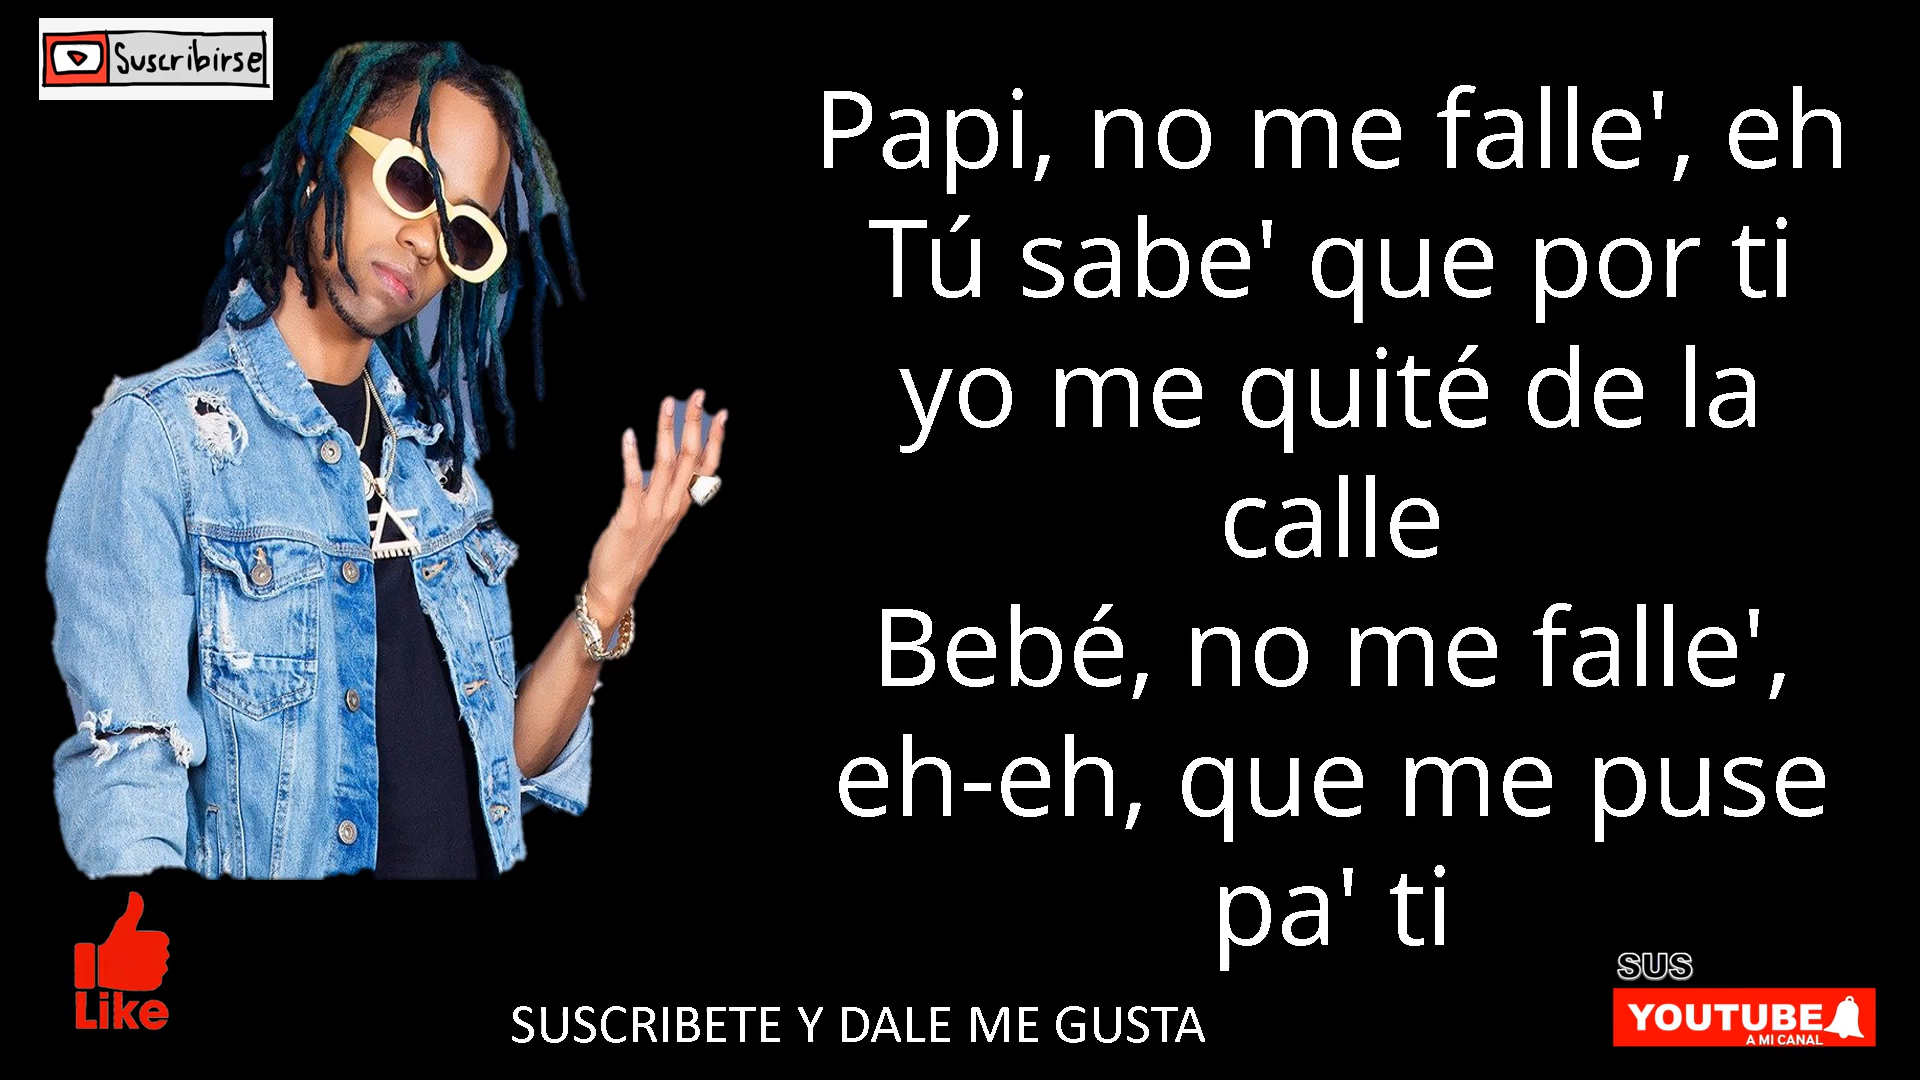 Suscribirse
Papi, no me falle', eh
Tú sabe' que por ti
yo me quité de la
calle
Bebé, no me falle',
eh-eh, que me puse
pa' ti
Like
SUSCRIBETE Y DALE ME GUSTA
SUS
YOUTUBE
A MI CANAL